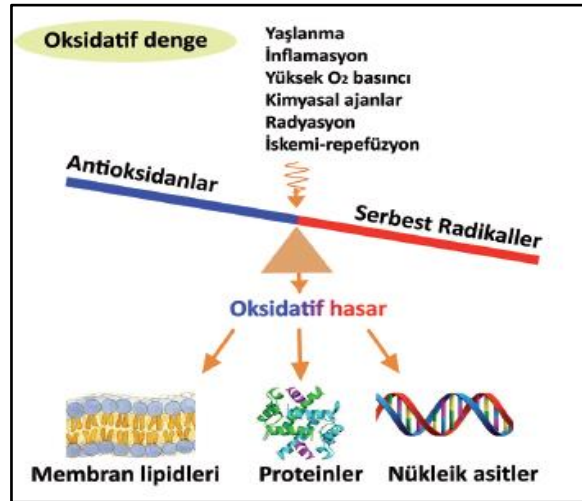 Oksidatif denge
Yaşlanma
İnflamasyon
Yüksek O₂ basıncı
Kimyasal ajanlar
Radyasyon
İskemi-repefüzyon
Antioksidanlar
Serbest Radikaller
Oksidatif hasar
Membran lipidleri
Proteinler
Nükleik asitler